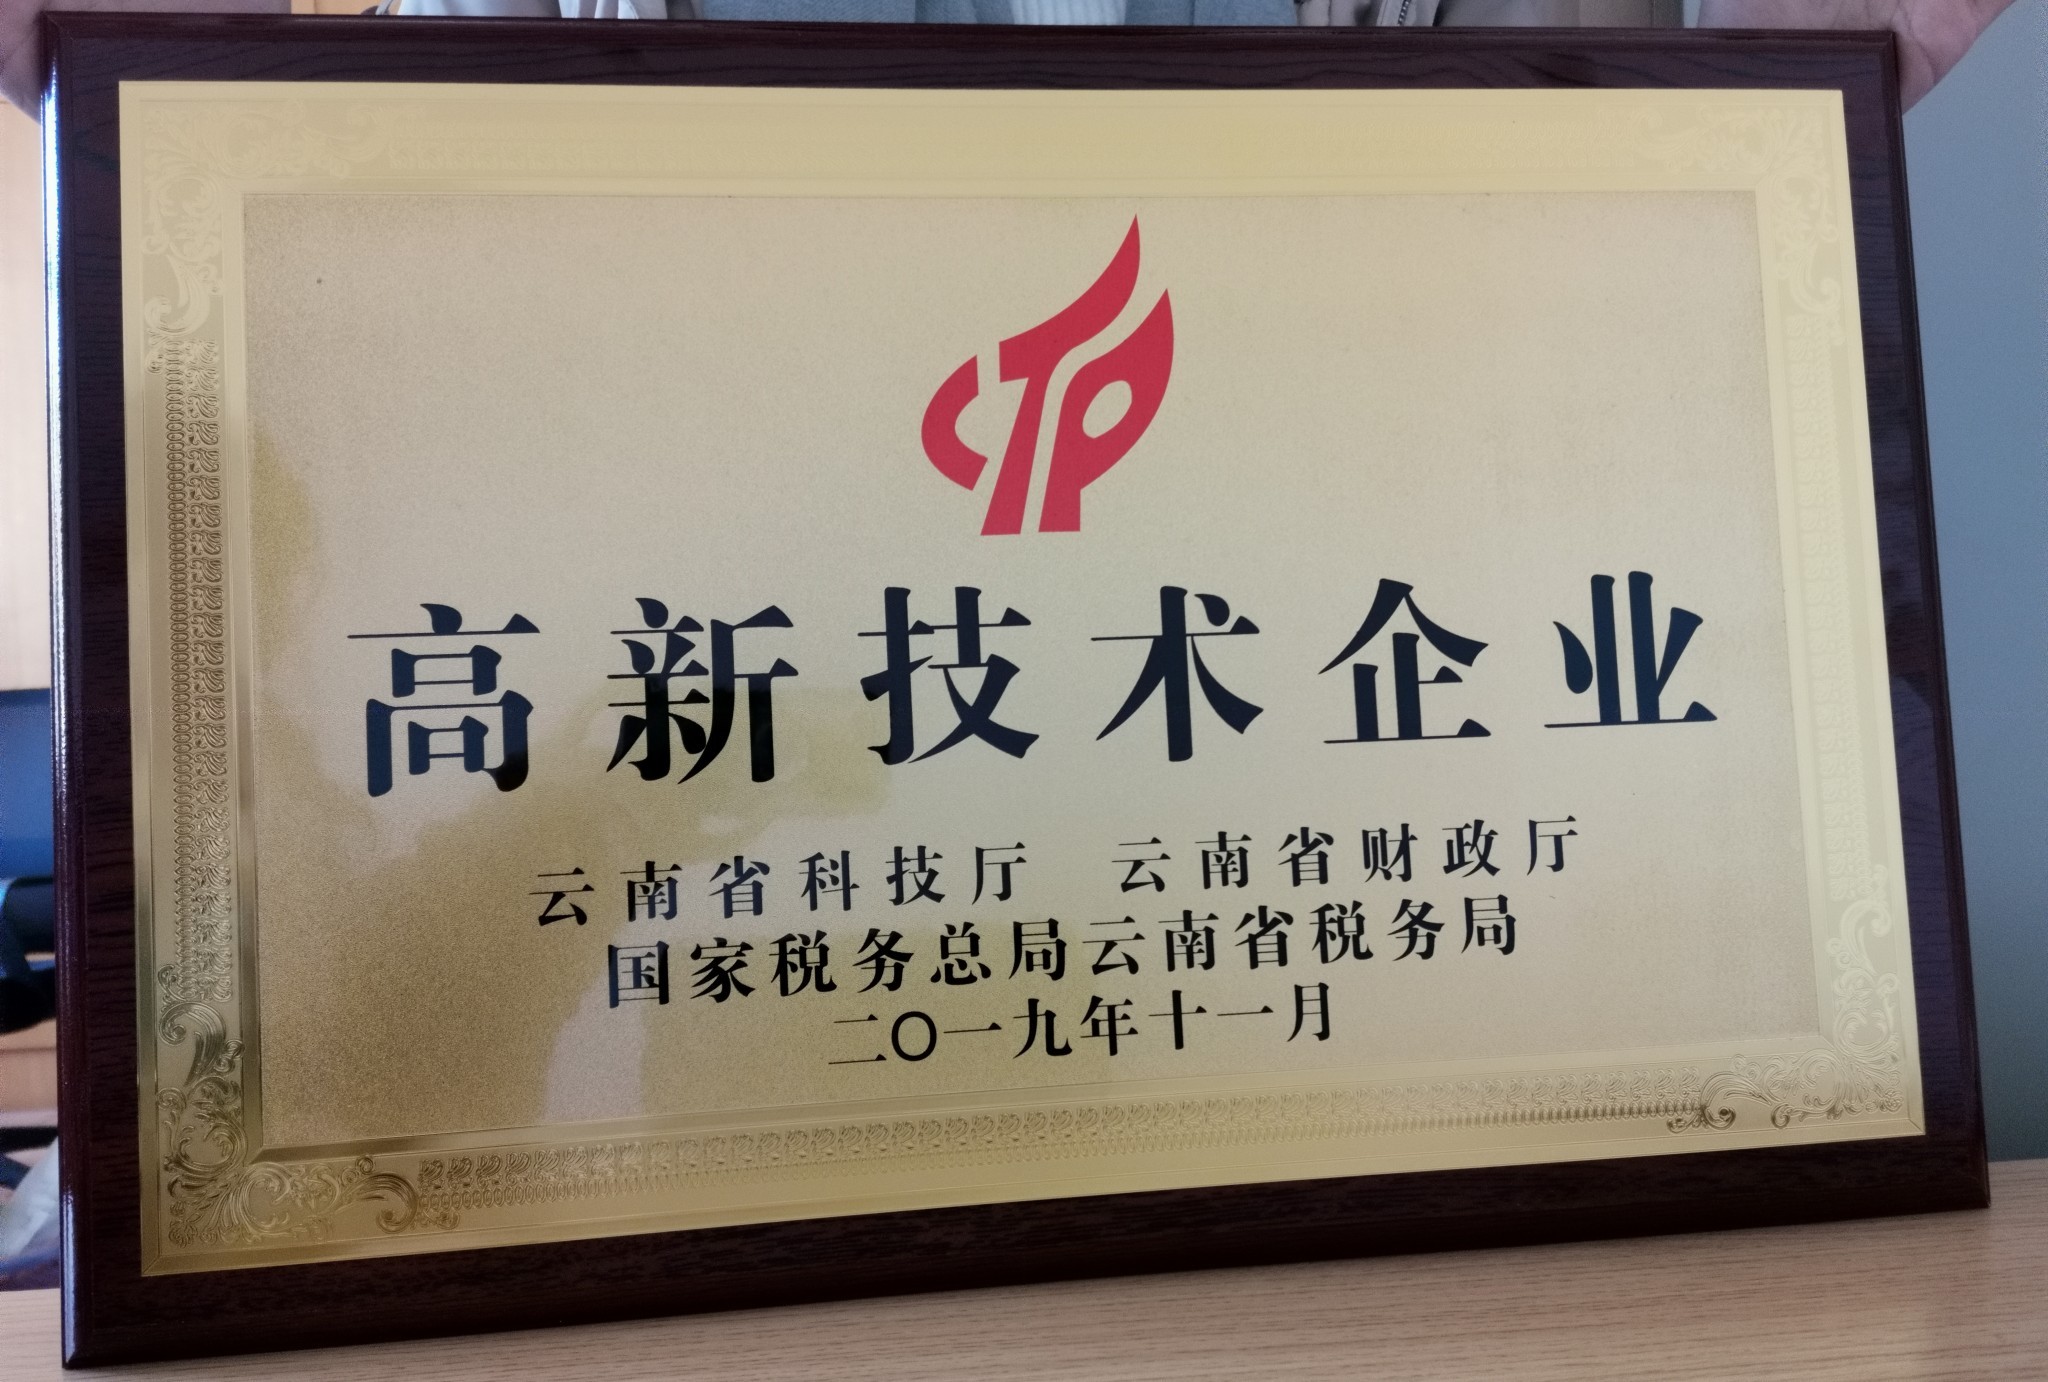 CTP
高新技术企业
云南省科技厅 云南省财政厅
国家税务总局云南省税务局
二〇一九年十一月